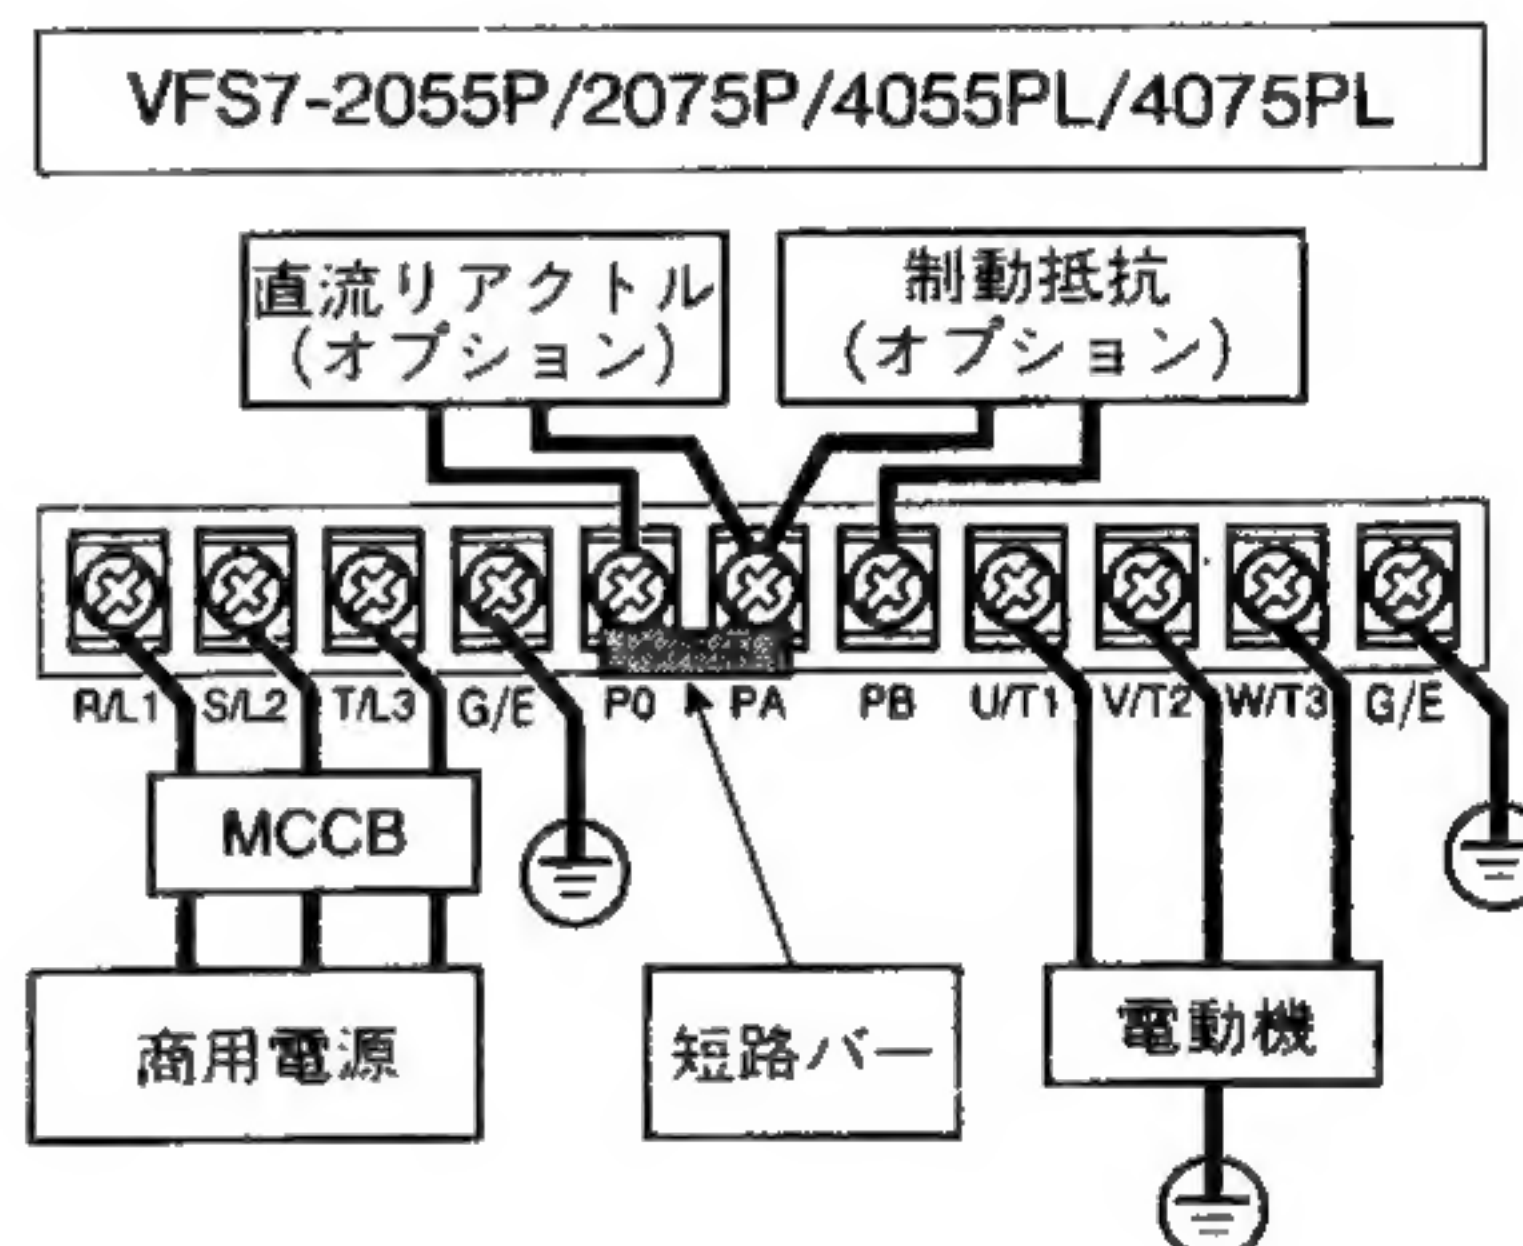 VFS7-2055P/2075P/4055PL/4075PL
直流リアクトル
(オプション)
制動抵抗
(オプション)
R/L1 S/L2 T/L3 G/E PO PA PB U/T1 V/T2 W/T3 G/E
MCCB
商用電源
短路バー
電動機